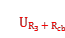 U_{R_3 + R_{cb}}